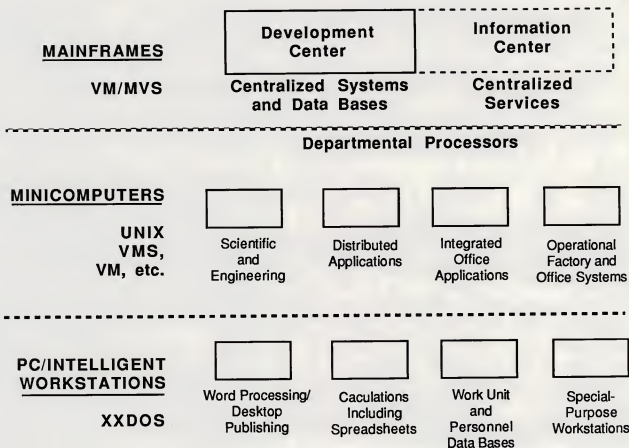 MAINFRAMES
VM/MVS
Development
Center
Information
Center
Centralized Systems
and Data Bases
Centralized
Services
Departmental Processors
MINICOMPUTERS
UNIX
VMS,
VM, etc.
Scientific
and
Engineering
Distributed
Applications
Integrated
Office
Applications
Operational
Factory and
Office Systems
PC/INTELLIGENT
WORKSTATIONS
XXDOS
Word Processing/
Desktop
Publishing
Caculations
Including
Spreadsheets
Work Unit
and
Personnel
Data Bases
Special-
Purpose
Workstations